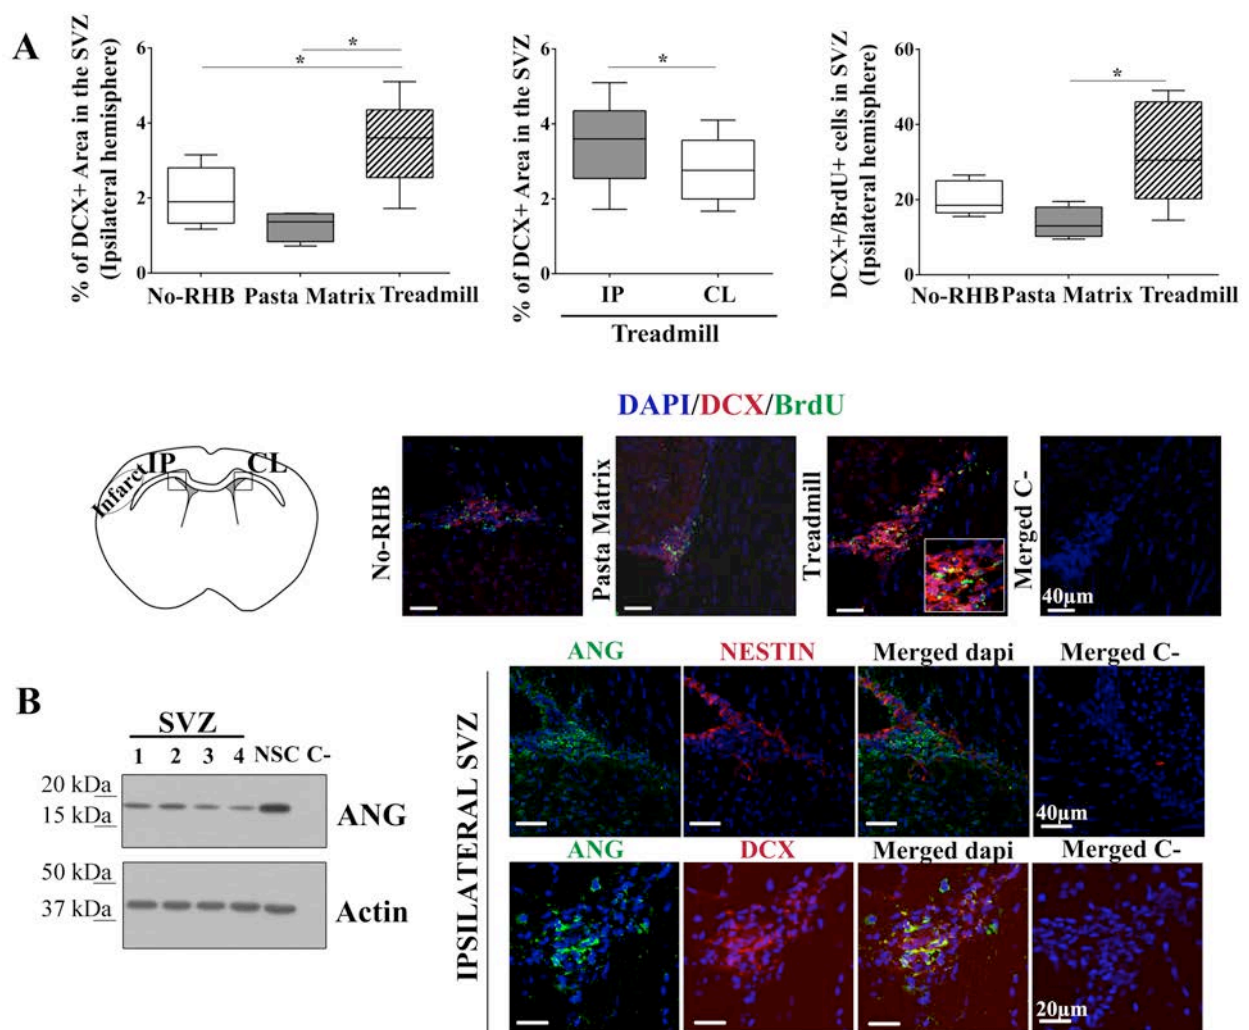 A
% of DCX+ Area in the SVZ
(Ipsilateral hemisphere)
6
4
2
0
*
*
No-RHB Pasta Matrix Treadmill
% of DCX+ Area in the SVZ
6
4
2
0
*
IP CL
Treadmill
DCX+/BrdU+ cells in SVZ
(Ipsilateral hemisphere)
60
40
20
0
*
No-RHB Pasta Matrix Treadmill
DAPI/DCX/BrdU
Infarct
IP CL
No-RHB
Pasta Matrix
Treadmill
Merged C-
40μm
B
SVZ
1 2 3 4 NSC C-
20 kDa
15 kDa
ANG
50 kDa
37 kDa
Actin
IPSILATERAL SVZ
ANG NESTIN Merged dapi Merged C-
40μm
ANG DCX Merged dapi Merged C-
20μm